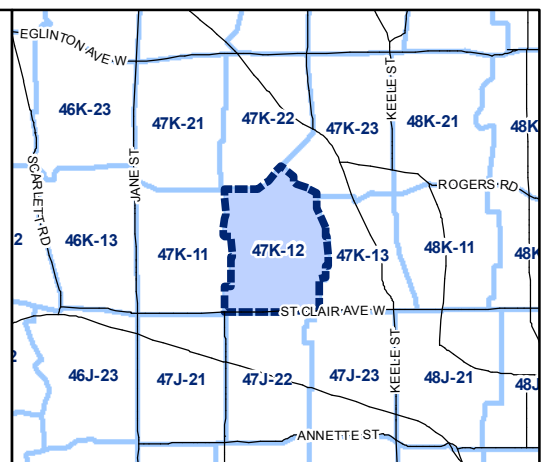 EGLINTON AVE W
KEELE ST
46K-23
47K-21
47K-22
47K-23
48K-21
48K
SCARLETT RD
JANE ST
ROGERS RD
2
46K-13
47K-11
47K-12
47K-13
48K-11
48K
ST CLAIR AVE W
2
46J-23
47J-21
47J-22
47J-23
KEELE ST
48J-21
48J
ANNETTE ST